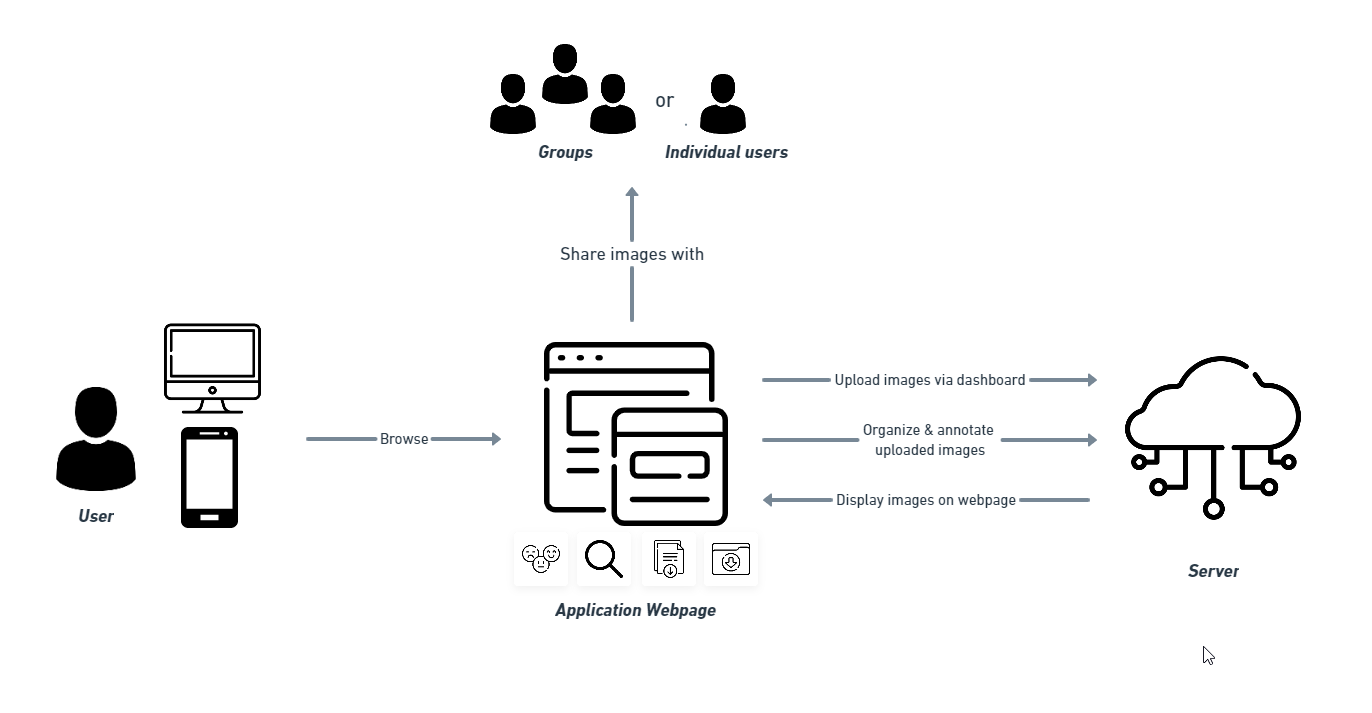 or
Groups
Individual users
Share images with
Upload images via dashboard
Browse
Organize & annotate
uploaded images
Display images on webpage
User
Server
Application Webpage